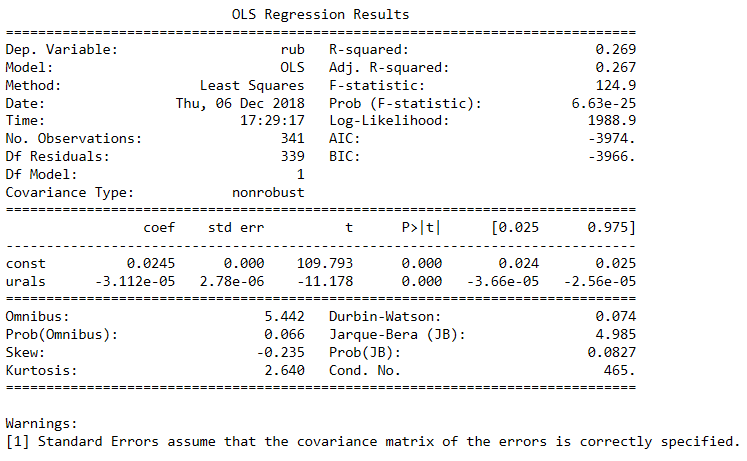 OLS Regression Results
==============================================================================
Dep. Variable:                    rub   R-squared:                       0.269
Model:                            OLS   Adj. R-squared:                  0.267
Method:                 Least Squares   F-statistic:                     124.9
Date:                Thu, 06 Dec 2018   Prob (F-statistic):           6.63e-25
Time:                        17:29:17   Log-Likelihood:                 1988.9
No. Observations:                 341   AIC:                            -3974.
Df Residuals:                     339   BIC:                            -3966.
Df Model:                           1
Covariance Type:            nonrobust
==============================================================================
                 coef    std err          t      P>|t|      [0.025      0.975]
------------------------------------------------------------------------------
const          0.0245      0.000    109.793      0.000       0.024       0.025
urals      -3.112e-05   2.78e-06    -11.178      0.000   -3.66e-05   -2.56e-05
==============================================================================
Omnibus:                        5.442   Durbin-Watson:                   0.074
Prob(Omnibus):                  0.066   Jarque-Bera (JB):                4.985
Skew:                          -0.235   Prob(JB):                       0.0827
Kurtosis:                       2.640   Cond. No.                         465.
==============================================================================
Warnings:
[1] Standard Errors assume that the covariance matrix of the errors is correctly specified.